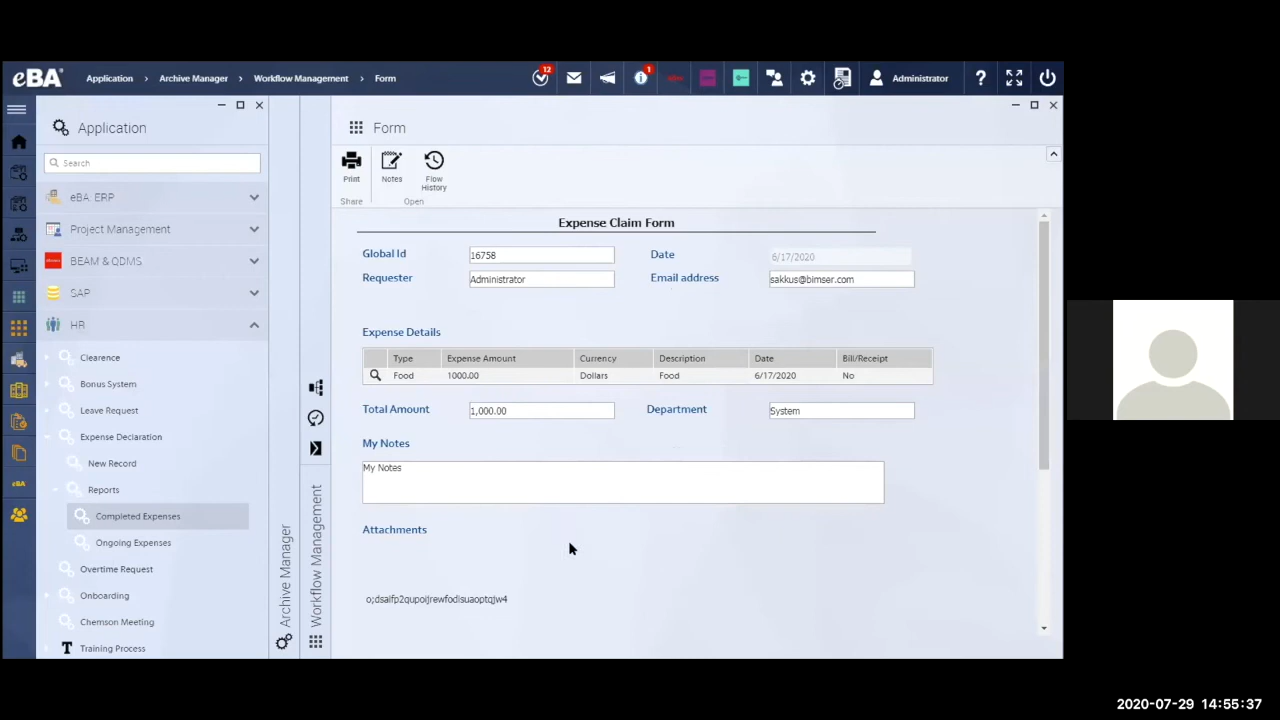 eBA Application > Archive Manager > Workflow Management > Form 12 1 Administrator ?
Application
Search
eBA: ERP
Project Management
BEAM & QDMS
SAP
HR
Clearence
Bonus System
Leave Request
Expense Declaration
New Record
Reports
Completed Expenses
Ongoing Expenses
Overtime Request
Onboarding
Chemson Meeting
T Training Process
Archive Manager
Workflow Management
Form
Print Notes Flow History
Share Open
Expense Claim Form
Global Id 16758 Date 6/17/2020
Requester Administrator Email address sakkus@bimser.com
Expense Details
Type Expense Amount Currency Description Date Bill/Receipt
Food 1000.00 Dollars Food 6/17/2020 No
Total Amount 1,000.00 Department System
My Notes
My Notes
Attachments
2020-07-29 14:55:37